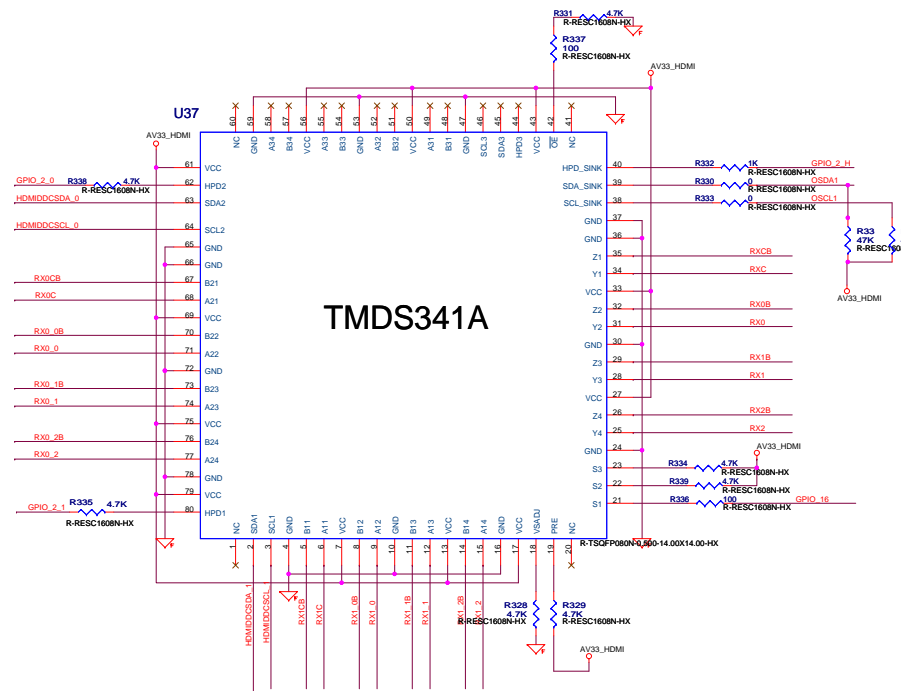 R331 4.7K
R-RESC1608N-HX
F
R337
100
R-RESC1608N-HX
AV33_HDMI
U37
F
60 59 58 57 56 55 54 53 52 51 50 49 48 47 46 45 44 43 42 41
NC GND A34 B34 VCC A33 B33 GND A32 B32 VCC A31 B31 GND SCL3 SDA3 HPD3 VCC OE NC
AV33_HDMI
61 VCC
GPIO_2_0 R338 4.7K 62 HPD2
R-RESC1608N-HX
HDMIDDCSDA_0 63 SDA2
HDMIDDCSCL_0 64 SCL2
65 GND
66 GND
RX0CB 67 B21
RX0C 68 A21
69 VCC
RX0_0B 70 B22
RX0_0 71 A22
72 GND
RX0_1B 73 B23
RX0_1 74 A23
75 VCC
RX0_2B 76 B24
RX0_2 77 A24
78 GND
79 VCC
GPIO_2_1 R335 4.7K 80 HPD1
R-RESC1608N-HX
F
TMDS341A
HPD_SINK 40 R332 1K GPIO_2_H
R-RESC1608N-HX
SDA_SINK 39 R330 0 OSDA1
R-RESC1608N-HX
SCL_SINK 38 R333 0 OSCL1
R-RESC1608N-HX
GND 37
GND 36
R33
47K
R-RESC1608
AV33_HDMI
Z1 35 RXCB
Y1 34 RXC
VCC 33
Z2 32 RX0B
Y2 31 RX0
GND 30
Z3 29 RX1B
Y3 28 RX1
VCC 27
Z4 26 RX2B
Y4 25 RX2
GND 24
AV33_HDMI
S3 23 R334 4.7K
R-RESC1608N-HX
S2 22 R339 4.7K
R-RESC1608N-HX
S1 21 R336 100 GPIO_16
R-RESC1608N-HX
NC SDA1 SCL1 GND B11 A11 VCC B12 A12 GND B13 A13 VCC B14 A14 GND VCC VSADJ PRE NC
1 2 3 4 5 6 7 8 9 10 11 12 13 14 15 16 17 18 19 20
R-TSQFP080N-0.500-14.00X14.00-HX
F
HDMIDDCSDA_1
HDMIDDCSCL_1
RX1CB
RX1C
RX1_0B
RX1_0
RX1_1B
RX1_1
RX1_2B
RX1_2
R328
4.7K
R-RESC1608N-HX
F
R329
4.7K
R-RESC1608N-HX
AV33_HDMI